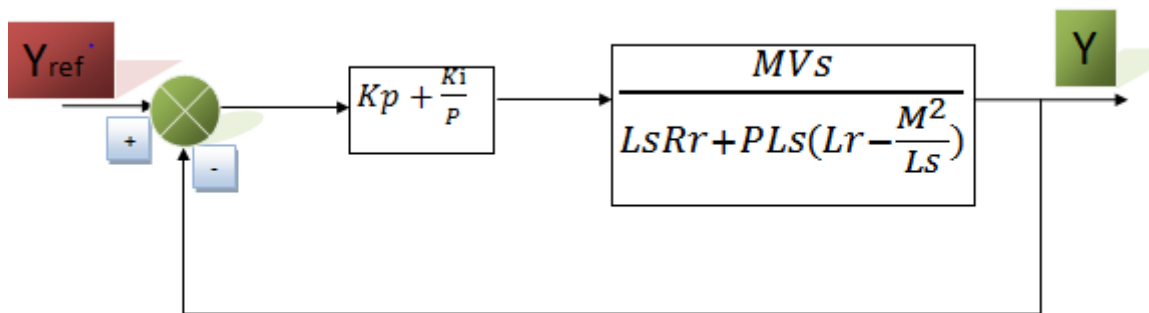 Yref
+
-
Kp + Ki/P
MVs
LsRr+PLs(Lr-M²/Ls)
Y